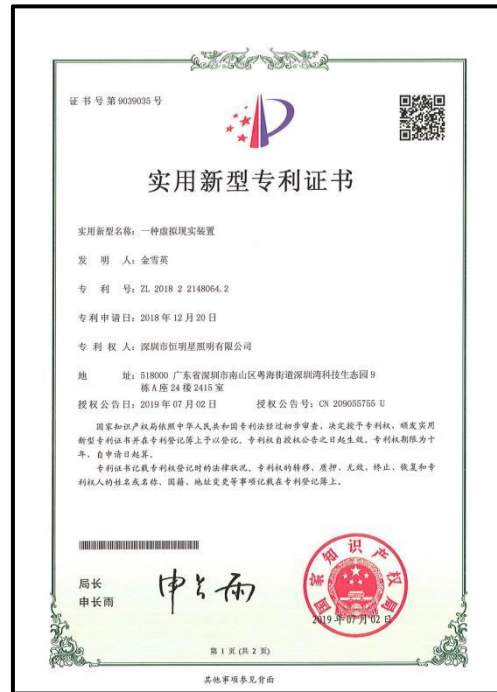 证书号第9039035号
实用新型专利证书
实用新型名称：一种虚拟现实装置
发明人：金雪英
专利号：ZL 2018 2 2148064.2
专利申请日：2018年12月20日
专利权人：深圳市恒明星照明有限公司
地址：518000 广东省深圳市南山区粤海街道深圳湾科技生态园9
栋A座24楼2415室
授权公告日：2019年07月02日 授权公告号：CN 209055755 U
国家知识产权局依照中华人民共和国专利法经过初步审查，决定授予专利权，颁发实用
新型专利证书并在专利登记簿上予以登记。专利权自授权公告之日起生效。专利权期限为十
年，自申请日起算。
专利证书记载专利权登记时的法律状况。专利权的转移、质押、无效、终止、恢复和专
利权人的姓名或名称、国籍、地址变更等事项记载在专利登记簿上。
局长
申长雨
申长雨
国家知识产权局
2019年07月02日
第1页(共2页)
其他事项参见背面